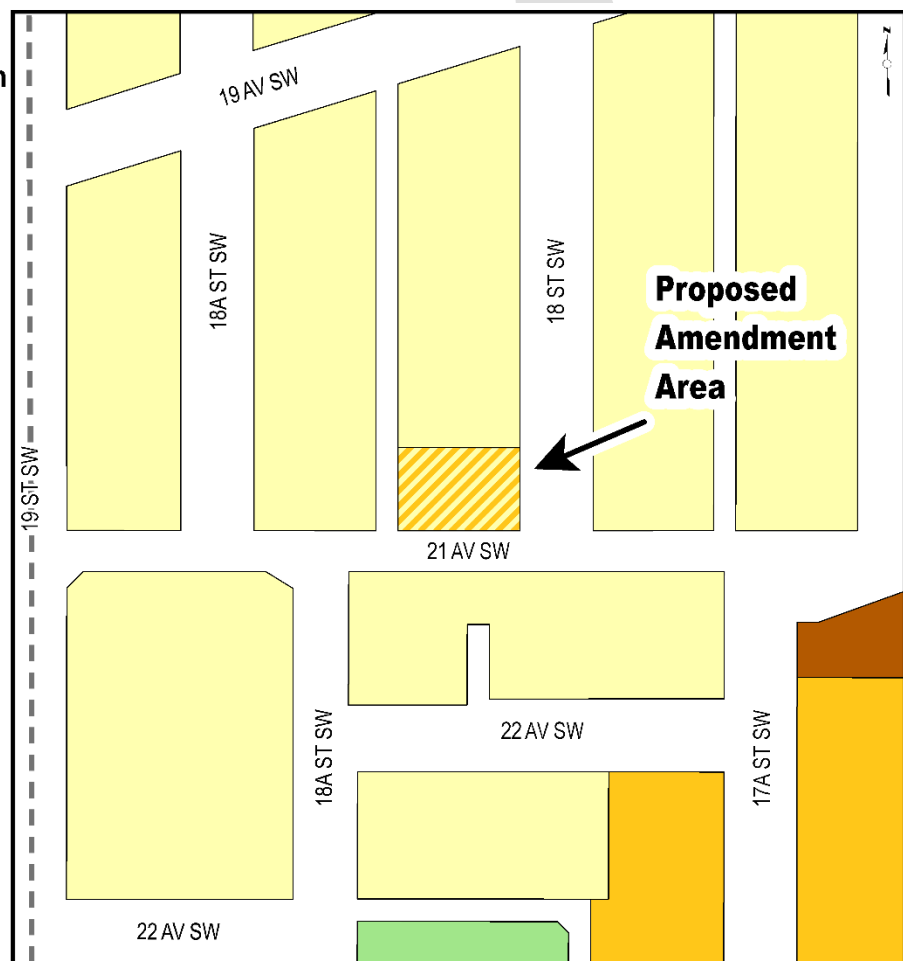 n
19 AV SW
18A ST SW
18 ST SW
Proposed
Amendment
Area
19 ST SW
21 AV SW
22 AV SW
18A ST SW
17A ST SW
22 AV SW